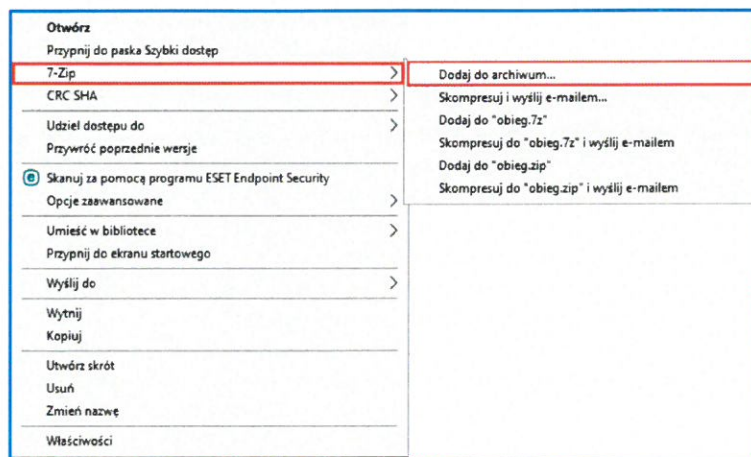 Otwórz
Przypnij do paska Szybki dostęp
7-Zip
CRC SHA
Udziel dostępu do
Przywróć poprzednie wersje
Skanuj za pomocą programu ESET Endpoint Security
Opcje zaawansowane
Umieść w bibliotece
Przypnij do ekranu startowego
Wyślij do
Wytnij
Kopiuj
Utwórz skrót
Usuń
Zmień nazwę
Właściwości
Dodaj do archiwum...
Skompresuj i wyślij e-mailem...
Dodaj do "obieg.7z"
Skompresuj do "obieg.7z" i wyślij e-mailem
Dodaj do "obieg.zip"
Skompresuj do "obieg.zip" i wyślij e-mailem